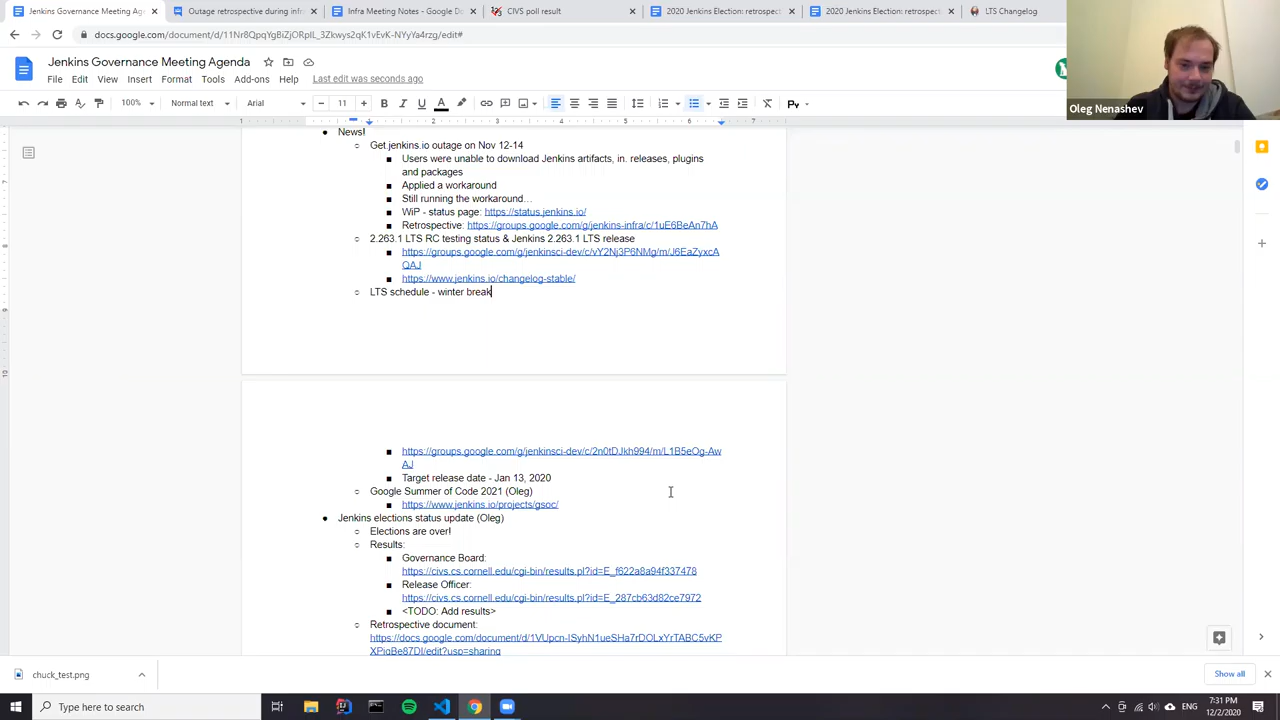 Jenkins Governance Meeting Ag
Outage retrospective during infra
Infra Meeting Notes - Google De
CIVS poll result
2020 Jenkins Election: retrospec
2020 Jenkins Election: retrospec
LTS Changelog
docs.google.com/document/d/11Nr8QpqYgBiZjORpIL_3Zkwys2qK1vEvK-NYyYa4rzg/edit#
Jenkins Governance Meeting Agenda
File Edit View Insert Format Tools Add-ons Help Last edit was seconds ago
100% Normal text Arial 11
Oleg Nenashev
1 2 3 4 5 6 7
News!
Get.jenkins.io outage on Nov 12-14
Users were unable to download Jenkins artifacts, in. releases, plugins
and packages
Applied a workaround
Still running the workaround…
WiP - status page: https://status.jenkins.io/
Retrospective: https://groups.google.com/g/jenkins-infra/c/1uE6BeAn7hA
2.263.1 LTS RC testing status & Jenkins 2.263.1 LTS release
https://groups.google.com/g/jenkinsci-dev/c/vY2Nj3P6NMg/m/J6EaZyxcA
QAJ
https://www.jenkins.io/changelog-stable/
LTS schedule - winter break
https://groups.google.com/g/jenkinsci-dev/c/2n0tDJkh994/m/L1B5eOg-Aw
AJ
Target release date - Jan 13, 2020
Google Summer of Code 2021 (Oleg)
https://www.jenkins.io/projects/gsoc/
Jenkins elections status update (Oleg)
Elections are over!
Results:
Governance Board:
https://civs.cs.cornell.edu/cgi-bin/results.pl?id=E_f622a8a94f337478
Release Officer:
https://civs.cs.cornell.edu/cgi-bin/results.pl?id=E_287cb63d82ce7972
<TODO: Add results>
Retrospective document:
https://docs.google.com/document/d/1VUpcn-ISyhN1ueSHa7rDOLxYrTABC5vKP
XPjqBe87DI/edit?usp=sharing
chuck_test.png
Show all
Type here to search
7:31 PM
12/2/2020